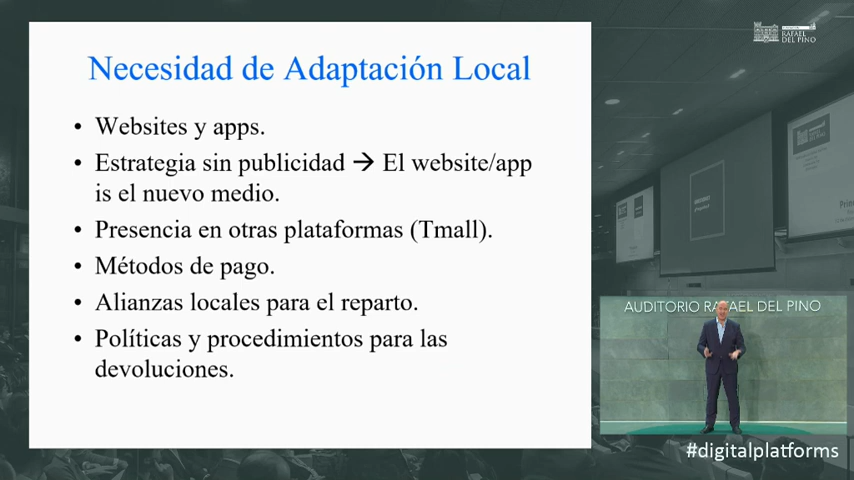 Necesidad de Adaptación Local
• Websites y apps.
• Estrategia sin publicidad → El website/app
is el nuevo medio.
• Presencia en otras plataformas (Tmall).
• Métodos de pago.
• Alianzas locales para el reparto.
• Políticas y procedimientos para las
devoluciones.
RAFAEL
DEL PINO
AUDITORIO RAFAEL DEL PINO
#digitalplatforms